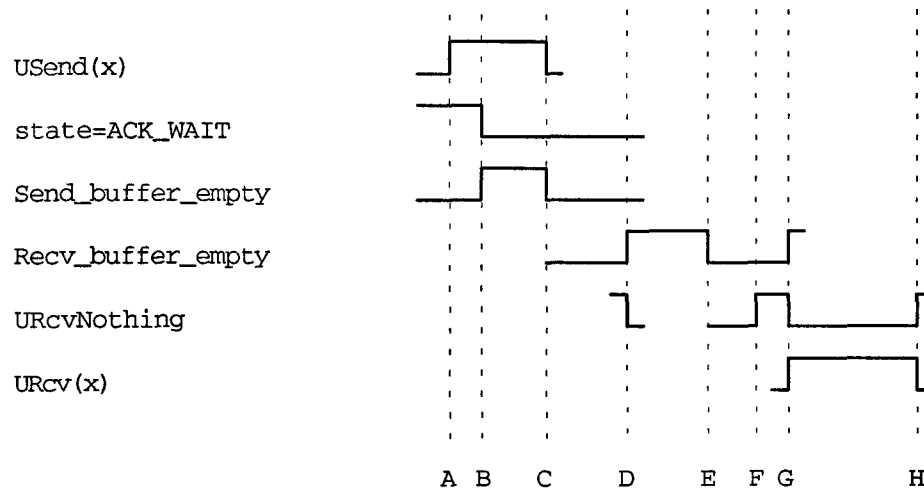 USend(x)
state=ACK_WAIT
Send_buffer_empty
Recv_buffer_empty
URcvNothing
URcv(x)
A B C D E F G H